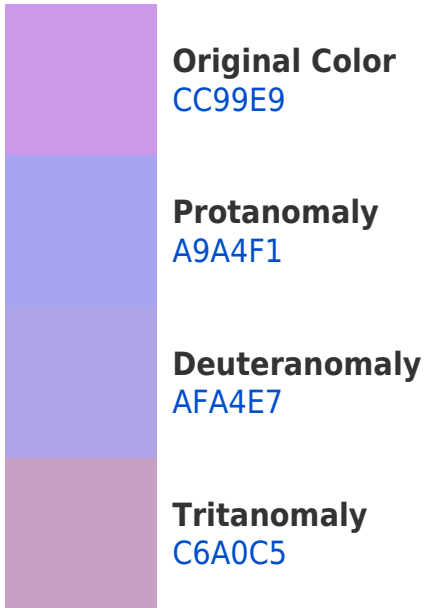 Original Color
CC99E9
Protanomaly
A9A4F1
Deuteranomaly
AFA4E7
Tritanomaly
C6A0C5